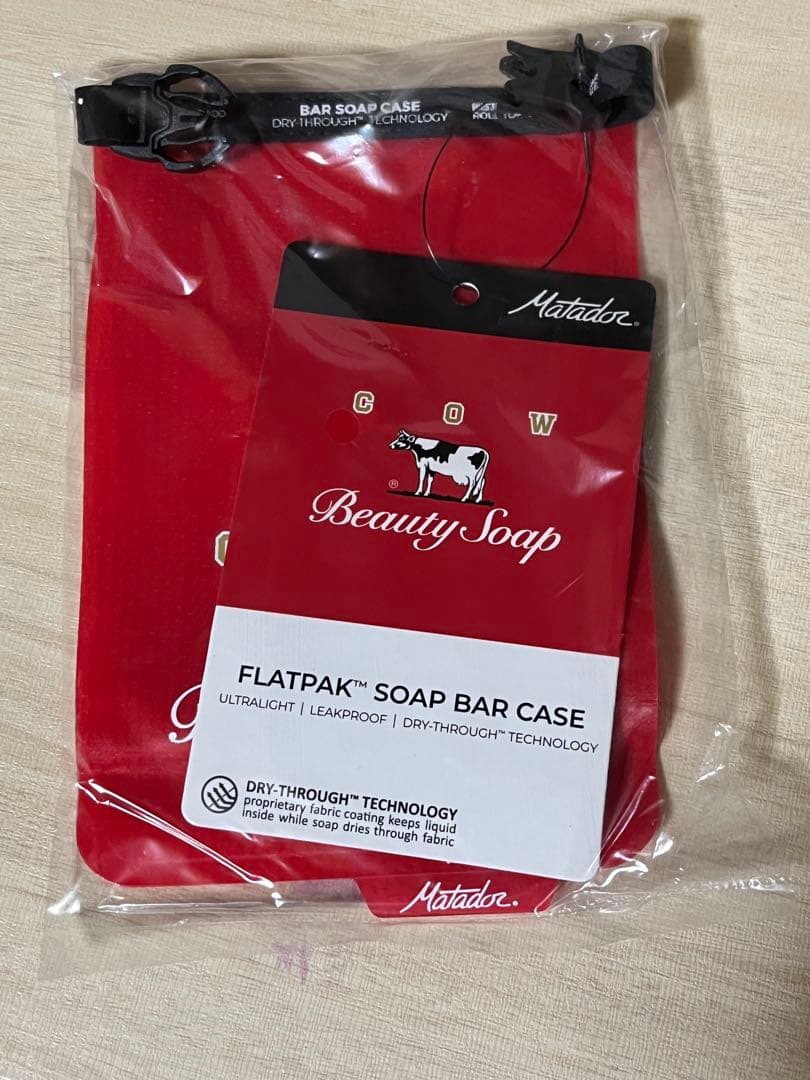 BAR SOAP CASE
DRY-THROUGH™ TECHNOLOGY
Matador®
C O W
®
Beauty Soap
FLATPAK™ SOAP BAR CASE
ULTRALIGHT | LEAKPROOF | DRY-THROUGH™ TECHNOLOGY
DRY-THROUGH™ TECHNOLOGY
proprietary fabric coating keeps liquid
inside while soap dries through fabric
Matador®